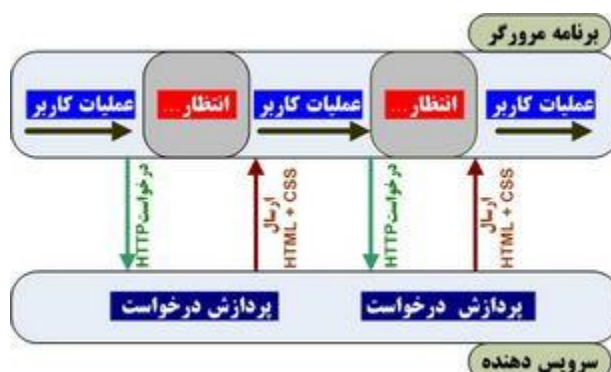 برنامه مرورگر
عملیات کاربر
انتظار ...
عملیات کاربر
انتظار ...
عملیات کاربر
درخواست HTTP
ارسال
HTML + CSS
درخواست HTTP
ارسال
HTML + CSS
پردازش درخواست
پردازش درخواست
سرویس دهنده